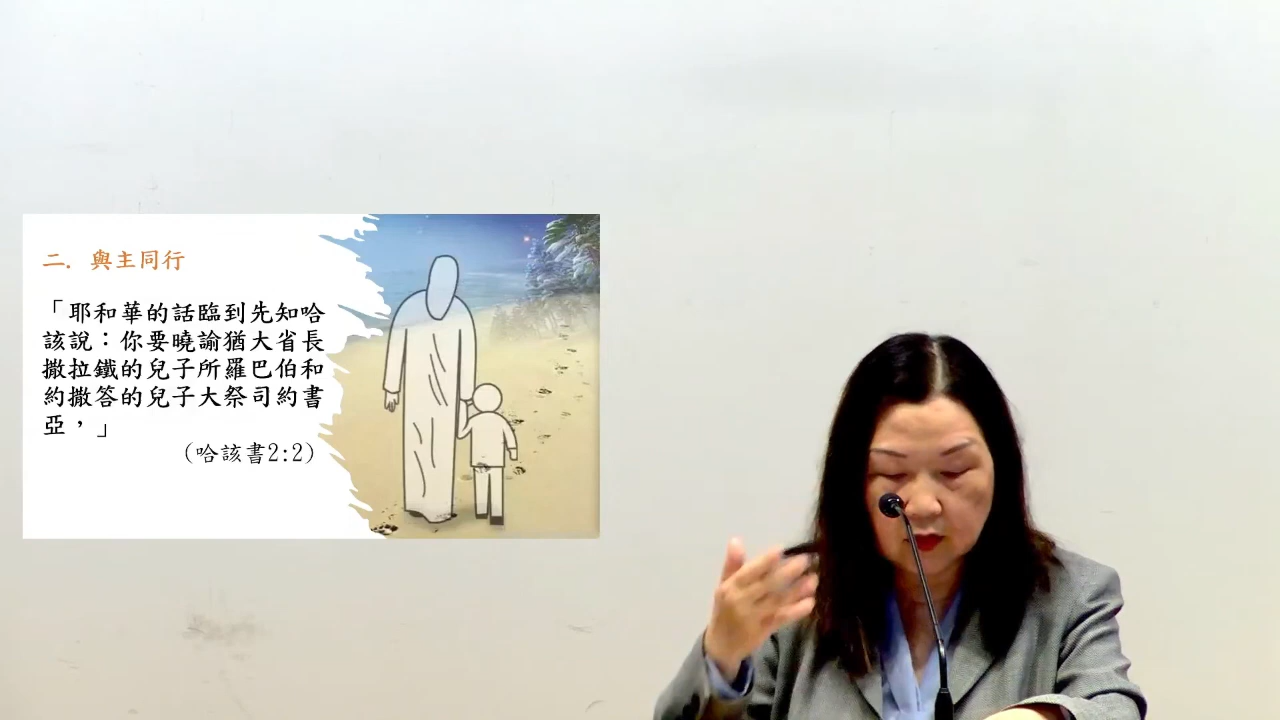 二. 與主同行
「耶和華的話臨到先知哈
該說：你要曉諭猶大省長
撒拉鐵的兒子所羅巴伯和
約撒答的兒子大祭司約書
亞，」
(哈該書2:2)